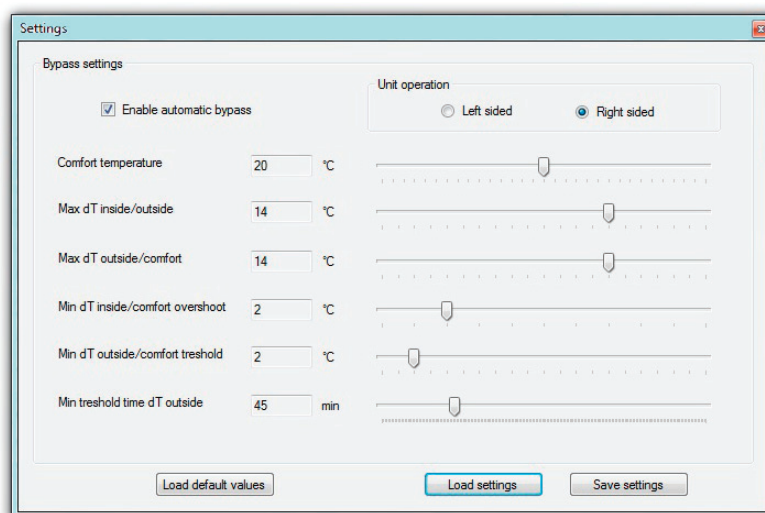 Settings
Bypass settings
Enable automatic bypass
Unit operation
Left sided
Right sided
Comfort temperature 20 °C
Max dT inside/outside 14 °C
Max dT outside/comfort 14 °C
Min dT inside/comfort overshoot 2 °C
Min dT outside/comfort treshold 2 °C
Min treshold time dT outside 45 min
Load default values Load settings Save settings